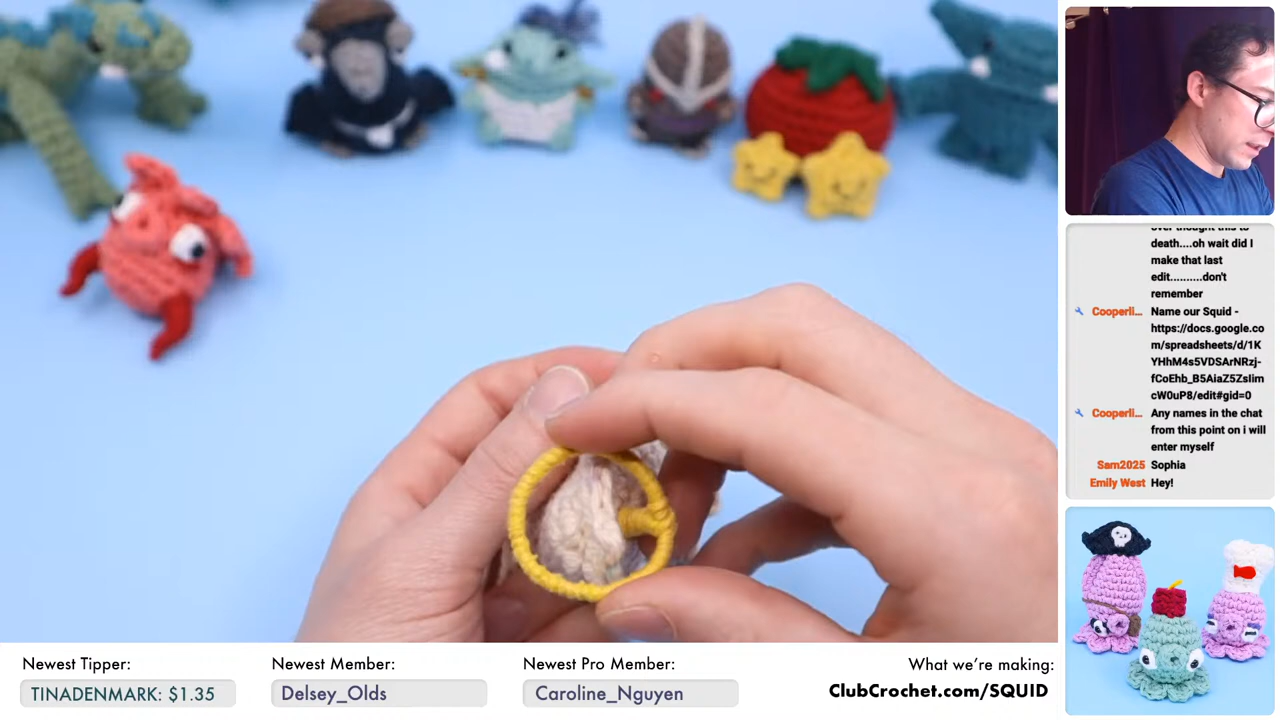 over thought this to
death....oh wait did I
make that last
edit..........don't
remember
Cooperli... Name our Squid -
https://docs.google.co
m/spreadsheets/d/1K
YHhM4s5VDSArNRzj-
fCoEhb_B5AiaZ5Zslim
cW0uP8/edit#gid=0
Cooperli... Any names in the chat
from this point on i will
enter myself
Sam2025 Sophia
Emily West Hey!
Newest Tipper:
TINADENMARK: $1.35
Newest Member:
Delsey_Olds
Newest Pro Member:
Caroline_Nguyen
What we're making:
ClubCrochet.com/SQUID